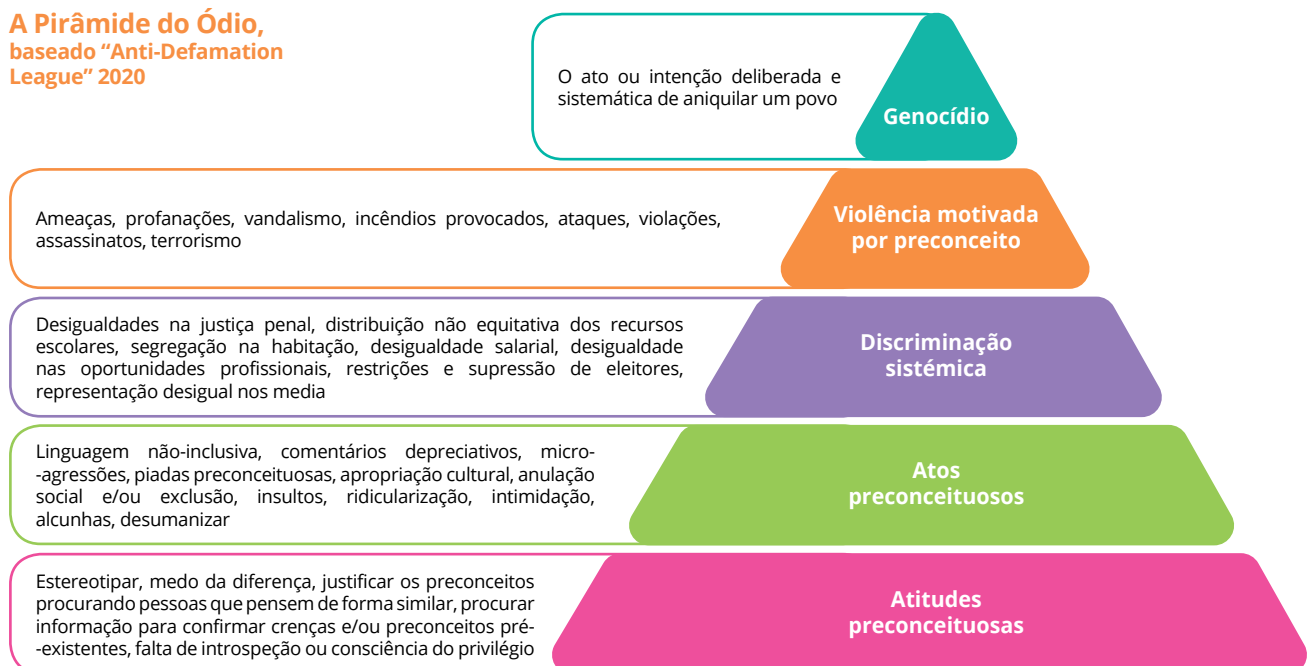 A Pirâmide do Ódio,
baseado “Anti-Defamation
League” 2020
O ato ou intenção deliberada e
sistemática de aniquilar um povo
Genocídio
Ameaças, profanações, vandalismo, incêndios provocados, ataques, violações,
assassinatos, terrorismo
Violência motivada
por preconceito
Desigualdades na justiça penal, distribuição não equitativa dos recursos
escolares, segregação na habitação, desigualdade salarial, desigualdade
nas oportunidades profissionais, restrições e supressão de eleitores,
representação desigual nos media
Discriminação
sistémica
Linguagem não-inclusiva, comentários depreciativos, micro-
-agressões, piadas preconceituosas, apropriação cultural, anulação
social e/ou exclusão, insultos, ridicularização, intimidação,
alcunhas, desumanizar
Atos
preconceituosos
Estereotipar, medo da diferença, justificar os preconceitos
procurando pessoas que pensem de forma similar, procurar
informação para confirmar crenças e/ou preconceitos pré-
-existentes, falta de introspeção ou consciência do privilégio
Atitudes
preconceituosas